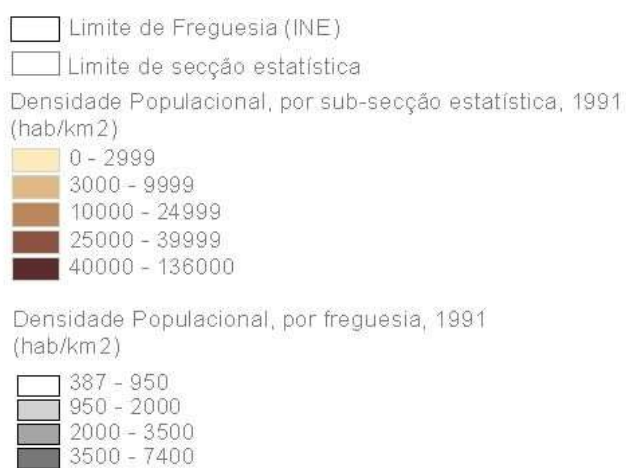 Limite de Freguesia (INE)
Limite de secção estatística
Densidade Populacional, por sub-secção estatística, 1991
(hab/km2)
0 - 2999
3000 - 9999
10000 - 24999
25000 - 39999
40000 - 136000
Densidade Populacional, por freguesia, 1991
(hab/km2)
387 - 950
950 - 2000
2000 - 3500
3500 - 7400